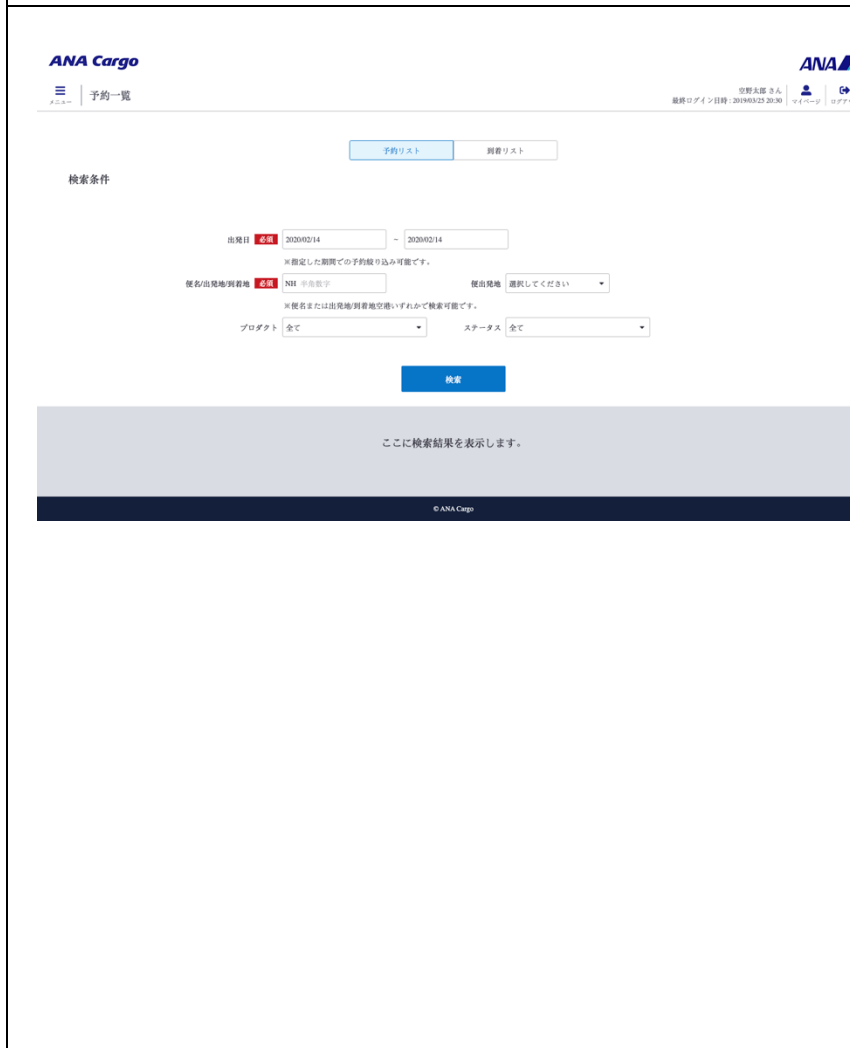 ANA Cargo
ANA
メニュー
予約一覧
空野太郎 さん
最終ログイン日時 : 2019/03/25 20:30
マイページ
予約リスト
到着リスト
検索条件
出発日 必須 2020/02/14 ~ 2020/02/14
※指定した期間での予約絞り込み可能です。
便名/出発地/到着地 必須 NH 半角数字 便出発地 選択してください
※便名または出発地/到着地空港いずれかで検索可能です。
プロダクト 全て ステータス 全て
検索
ここに検索結果を表示します。
© ANA Cargo